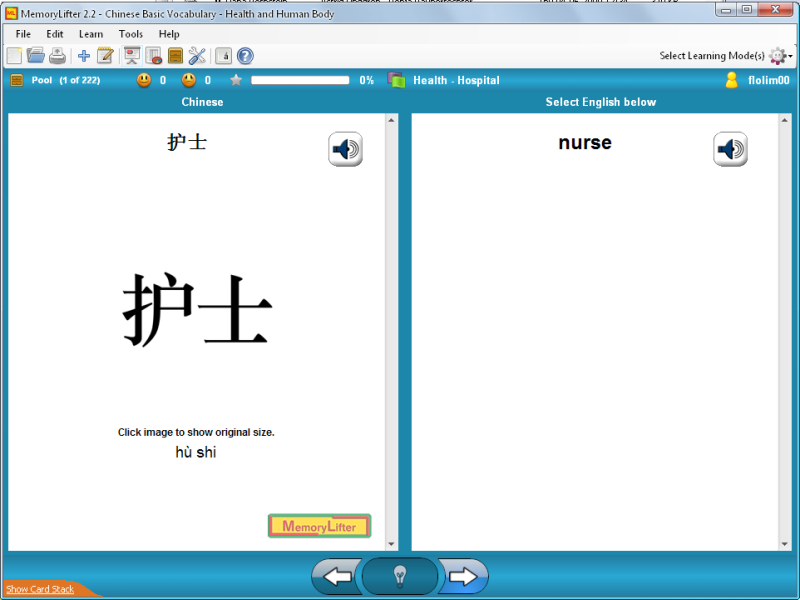 MemoryLifter 2.2 - Chinese Basic Vocabulary - Health and Human Body
File Edit Learn Tools Help
Select Learning Mode(s)
Pool (1 of 222) 0 0 0% Health - Hospital flolim00
Chinese Select English below
护士 nurse
护士
Click image to show original size.
hù shi
MemoryLifter
Show Card Stack